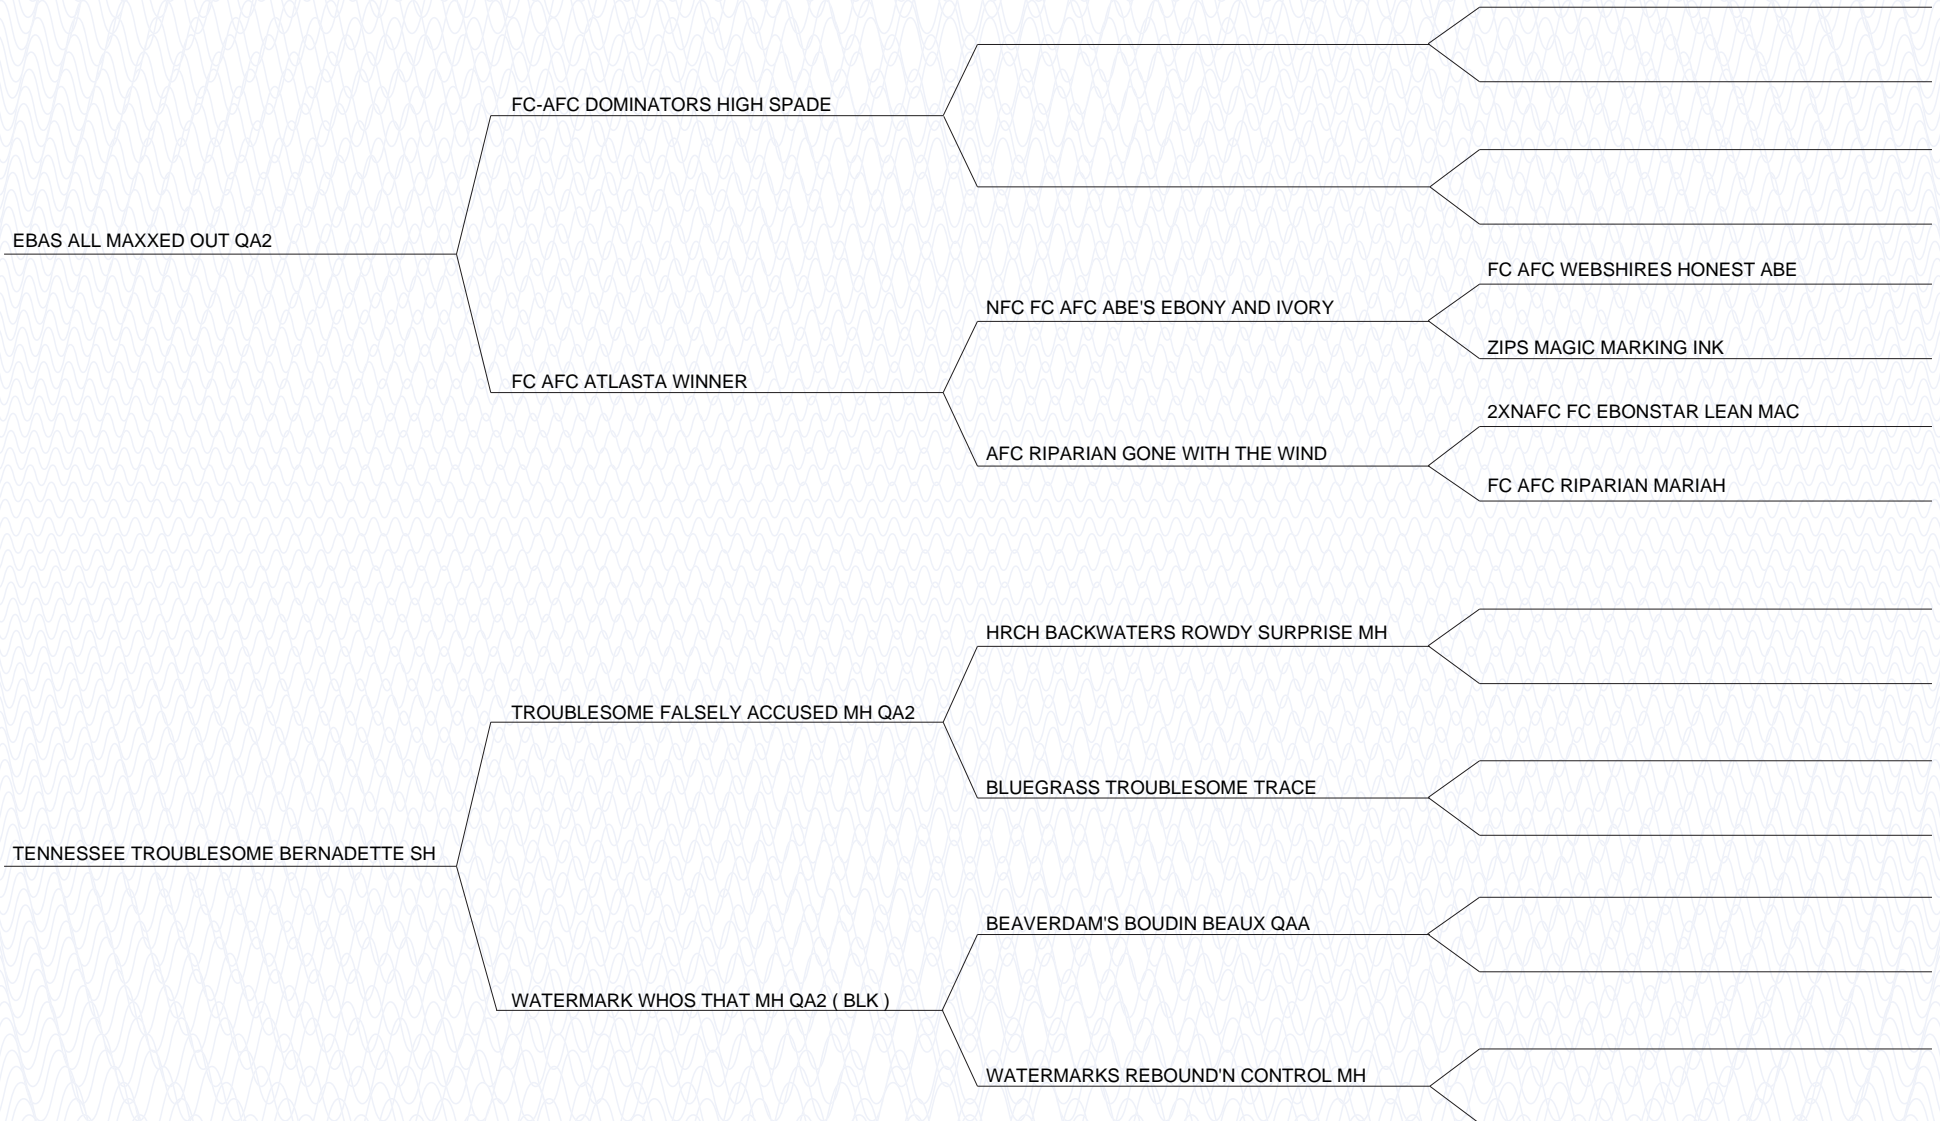 FC-AFC DOMINATORS HIGH SPADE
EBAS ALL MAXXED OUT QA2
FC AFC WEBSHIRES HONEST ABE
NFC FC AFC ABE'S EBONY AND IVORY
ZIPS MAGIC MARKING INK
FC AFC ATLASTA WINNER
2XNAFC FC EBONSTAR LEAN MAC
AFC RIPARIAN GONE WITH THE WIND
FC AFC RIPARIAN MARIAH
HRCH BACKWATERS ROWDY SURPRISE MH
TROUBLESOME FALSELY ACCUSED MH QA2
BLUEGRASS TROUBLESOME TRACE
TENNESSEE TROUBLESOME BERNADETTE SH
BEAVERDAM'S BOUDIN BEAUX QAA
WATERMARK WHOS THAT MH QA2 ( BLK )
WATERMARKS REBOUND'N CONTROL MH